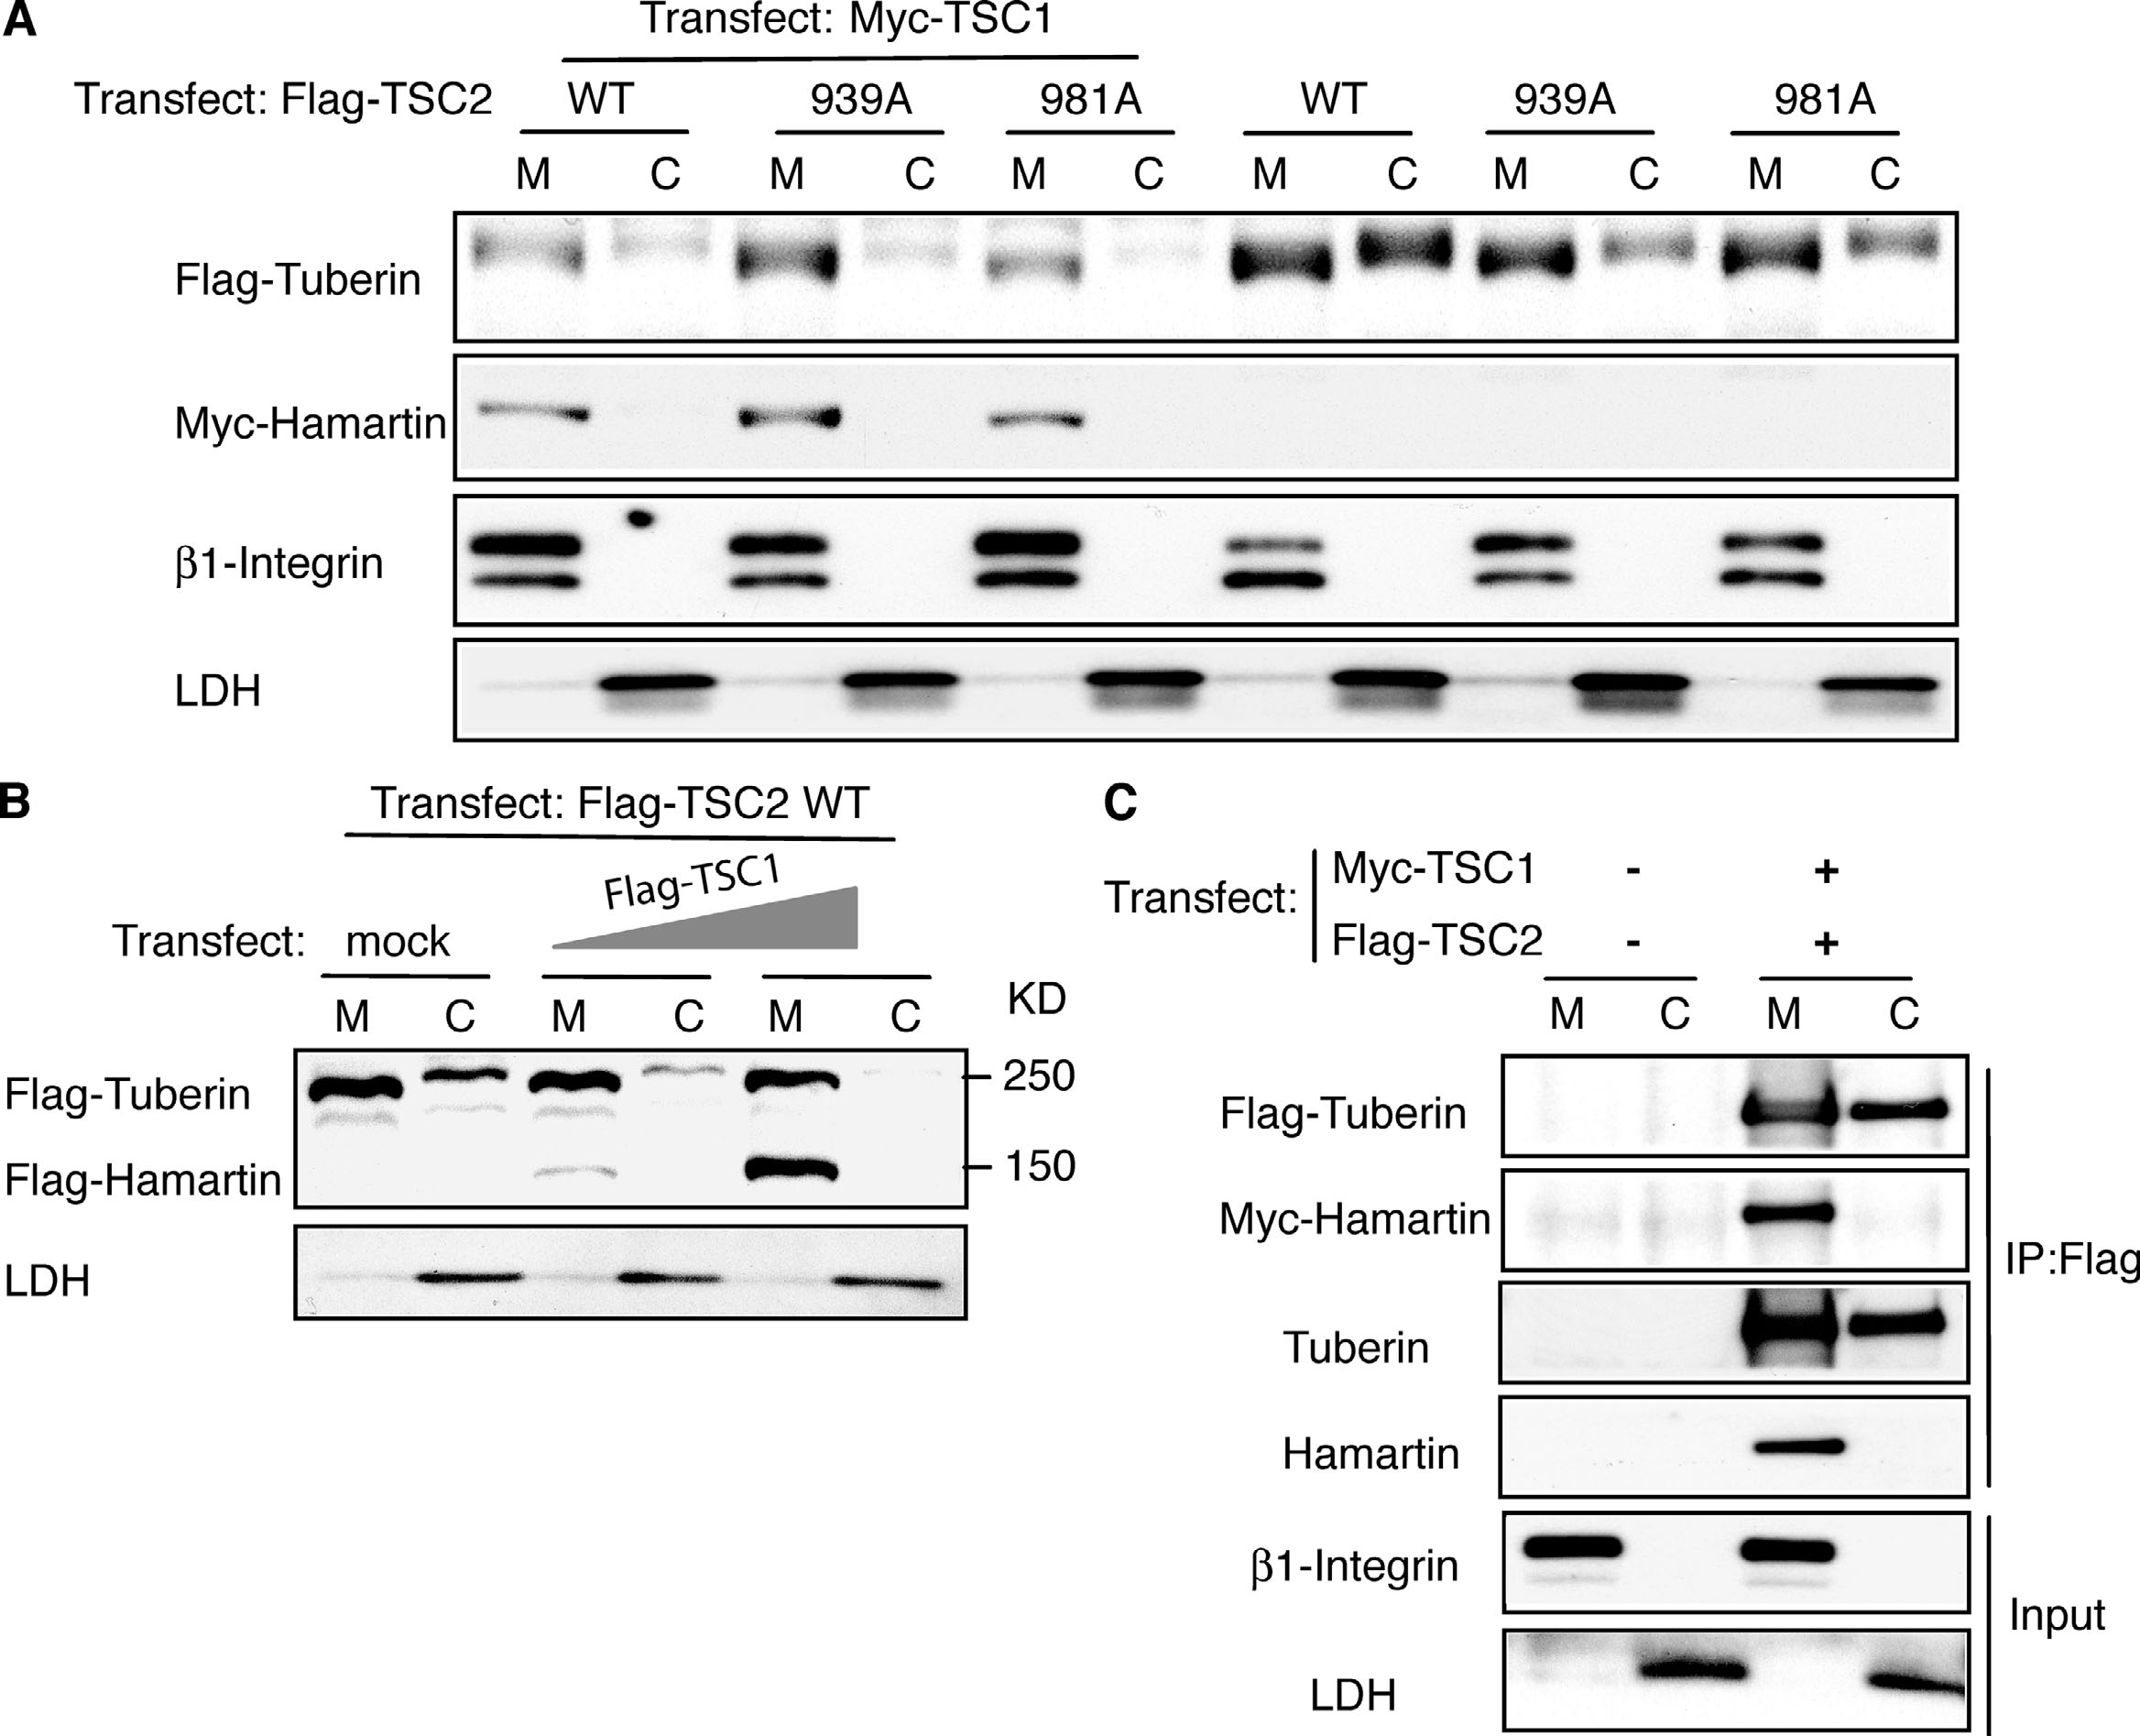 A
Transfect: Myc-TSC1
Transfect: Flag-TSC2 WT 939A 981A WT 939A 981A
M C M C M C M C M C M C
Flag-Tuberin
Myc-Hamartin
β1-Integrin
LDH
B
Transfect: Flag-TSC2 WT
Flag-TSC1
Transfect: mock
M C M C M C KD
Flag-Tuberin 250
Flag-Hamartin 150
LDH
C
Transfect: Myc-TSC1 - +
Flag-TSC2 - +
M C M C
Flag-Tuberin
Myc-Hamartin
IP:Flag
Tuberin
Hamartin
β1-Integrin
Input
LDH